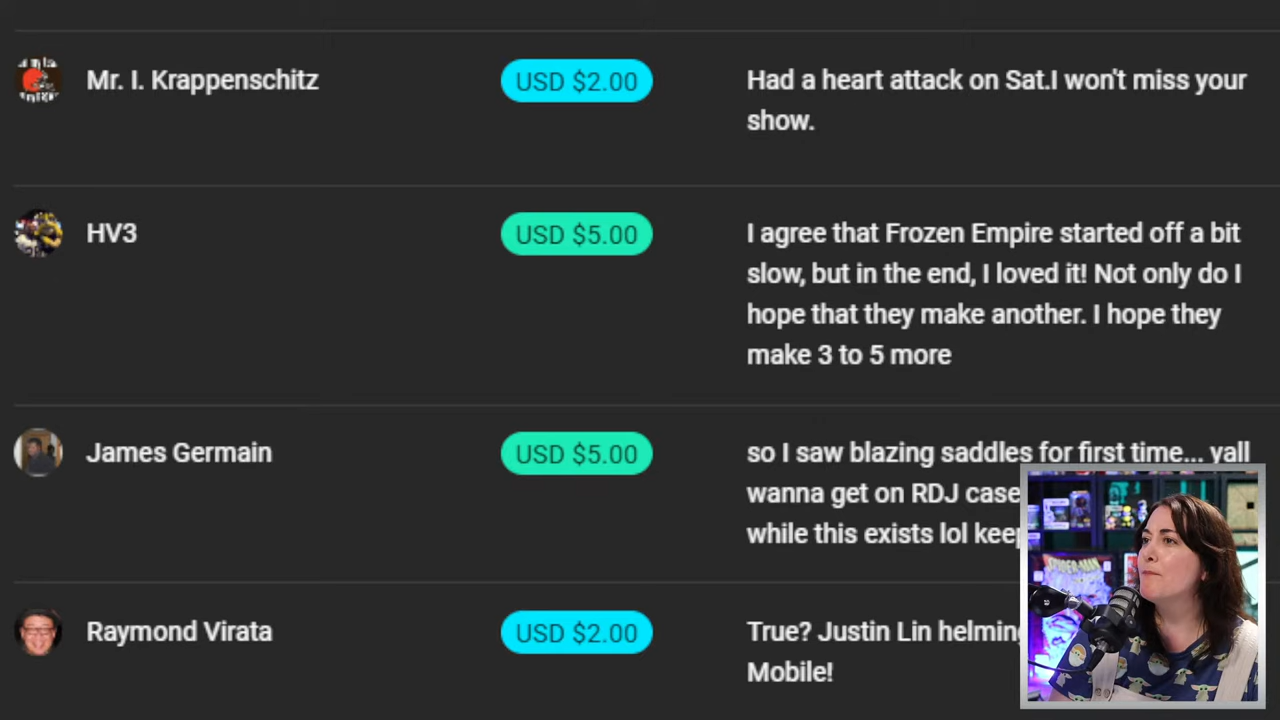 Mr. I. Krappenschitz
USD $2.00
Had a heart attack on Sat.I won't miss your
show.
HV3
USD $5.00
I agree that Frozen Empire started off a bit
slow, but in the end, I loved it! Not only do I
hope that they make another. I hope they
make 3 to 5 more
James Germain
USD $5.00
so I saw blazing saddles for first time... yall
wanna get on RDJ case
while this exists lol keep
Raymond Virata
USD $2.00
True? Justin Lin helming
Mobile!